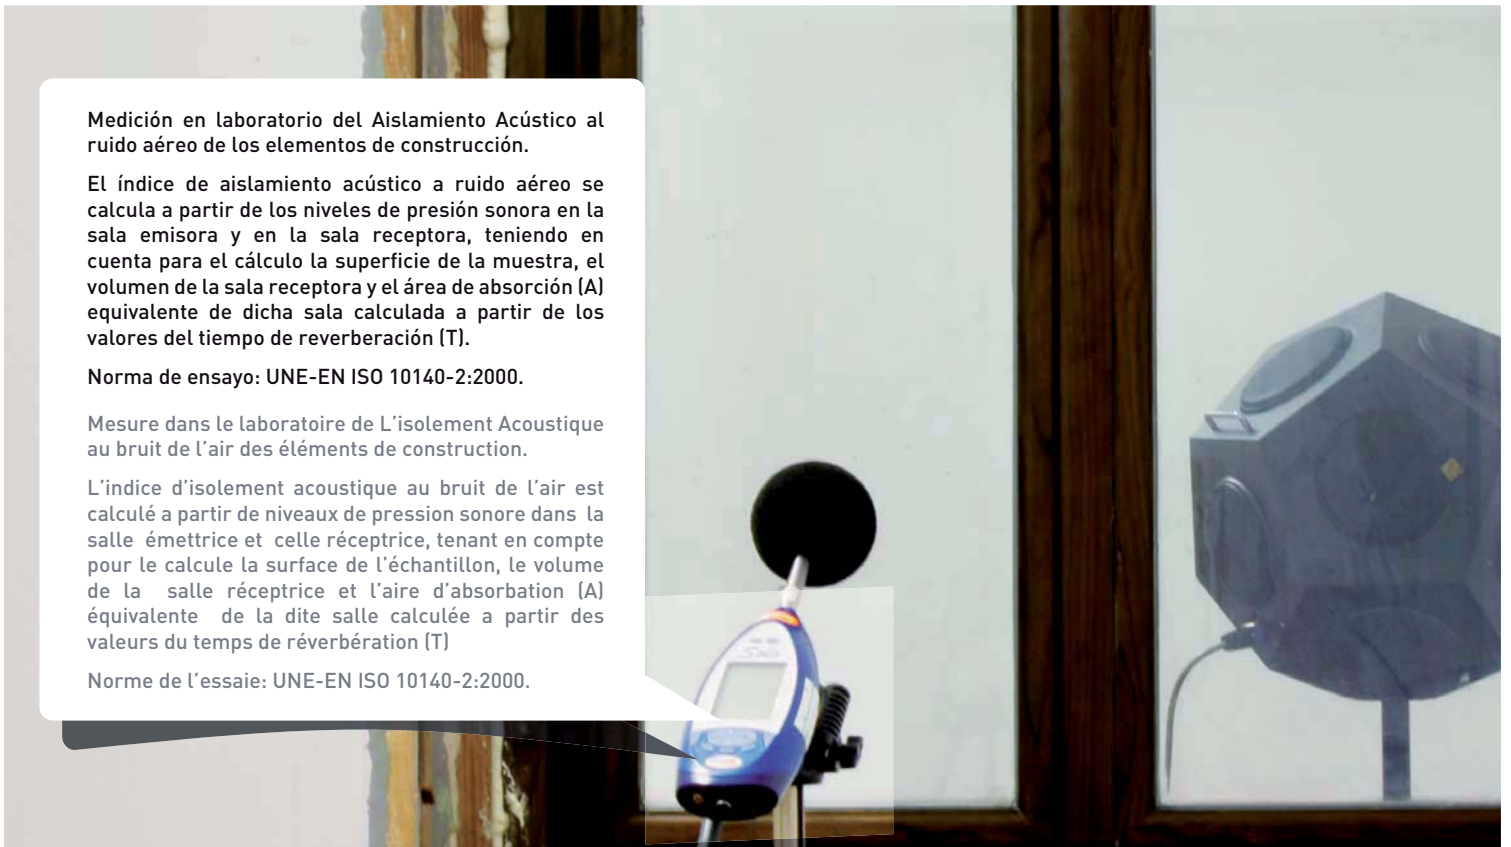 Medición en laboratorio del Aislamiento Acústico al
ruido aéreo de los elementos de construcción.
El índice de aislamiento acústico a ruido aéreo se
calcula a partir de los niveles de presión sonora en la
sala emisora y en la sala receptora, teniendo en
cuenta para el cálculo la superficie de la muestra, el
volumen de la sala receptora y el área de absorción (A)
equivalente de dicha sala calculada a partir de los
valores del tiempo de reverberación (T).
Norma de ensayo: UNE-EN ISO 10140-2:2000.
Mesure dans le laboratoire de L’isolement Acoustique
au bruit de l’air des éléments de construction.
L’indice d’isolement acoustique au bruit de l’air est
calculé a partir de niveaux de pression sonore dans la
salle émettrice et celle réceptrice, tenant en compte
pour le calcule la surface de l’échantillon, le volume
de la salle réceptrice et l’aire d’absorbation (A)
équivalente de la dite salle calculée a partir des
valeurs du temps de réverbération (T)
Norme de l’essaie: UNE-EN ISO 10140-2:2000.